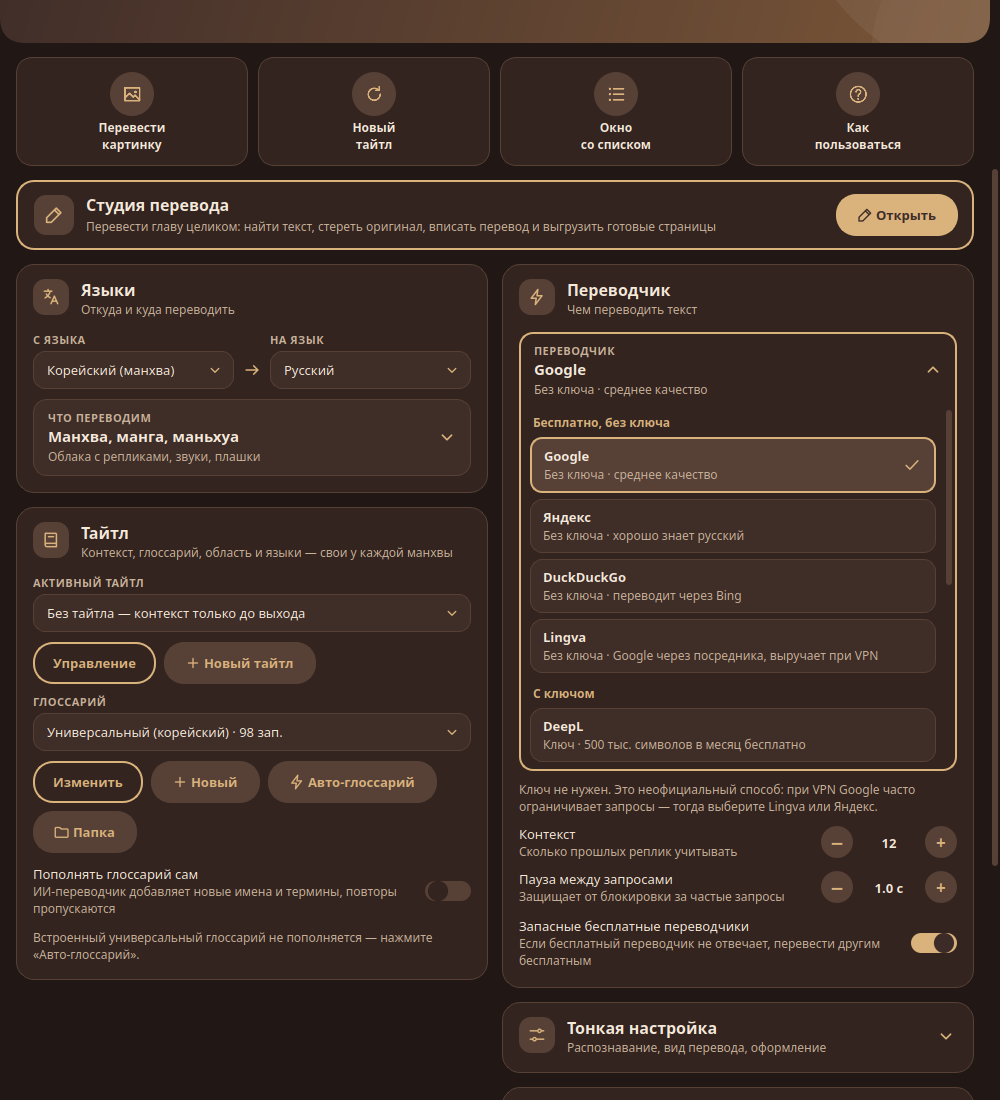 Перевести
картинку
Новый
тайтл
Окно
со списком
Как
пользоваться
Студия перевода
Перевести главу целиком: найти текст, стереть оригинал, вписать перевод и выгрузить готовые страницы
Открыть
Языки
Откуда и куда переводить
С ЯЗЫКА
НА ЯЗЫК
Корейский (манхва)
Русский
ЧТО ПЕРЕВОДИМ
Манхва, манга, маньхуа
Облака с репликами, звуки, плашки
Тайтл
Контекст, глоссарий, область и языки — свои у каждой манхвы
АКТИВНЫЙ ТАЙТЛ
Без тайтла — контекст только до выхода
Управление
Новый тайтл
ГЛОССАРИЙ
Универсальный (корейский) · 98 зап.
Изменить
Новый
Авто-глоссарий
Папка
Пополнять глоссарий сам
ИИ-переводчик добавляет новые имена и термины, повторы
пропускаются
Встроенный универсальный глоссарий не пополняется — нажмите
«Авто-глоссарий».
Переводчик
Чем переводить текст
ПЕРЕВОДЧИК
Google
Без ключа · среднее качество
Бесплатно, без ключа
Google
Без ключа · среднее качество
Яндекс
Без ключа · хорошо знает русский
DuckDuckGo
Без ключа · переводит через Bing
Lingva
Без ключа · Google через посредника, выручает при VPN
С ключом
DeepL
Ключ · 500 тыс. символов в месяц бесплатно
Ключ не нужен. Это неофициальный способ: при VPN Google часто
ограничивает запросы — тогда выберите Lingva или Яндекс.
Контекст
Сколько прошлых реплик учитывать
– 12 +
Пауза между запросами
Защищает от блокировки за частые запросы
– 1.0 с +
Запасные бесплатные переводчики
Если бесплатный переводчик не отвечает, перевести другим
бесплатным
Тонкая настройка
Распознавание, вид перевода, оформление